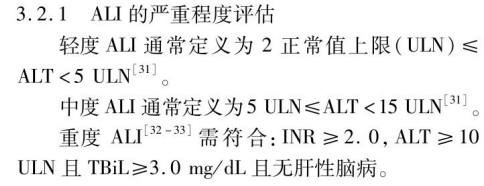 3.2.1 ALI 的严重程度评估
轻度 ALI 通常定义为 2 正常值上限(ULN)≤
ALT<5 ULN[31]。
中度 ALI 通常定义为5 ULN≤ALT<15 ULN[31]。
重度 ALI[32-33]需符合:INR≥2.0,ALT≥10
ULN 且 TBiL≥3.0 mg/dL 且无肝性脑病。